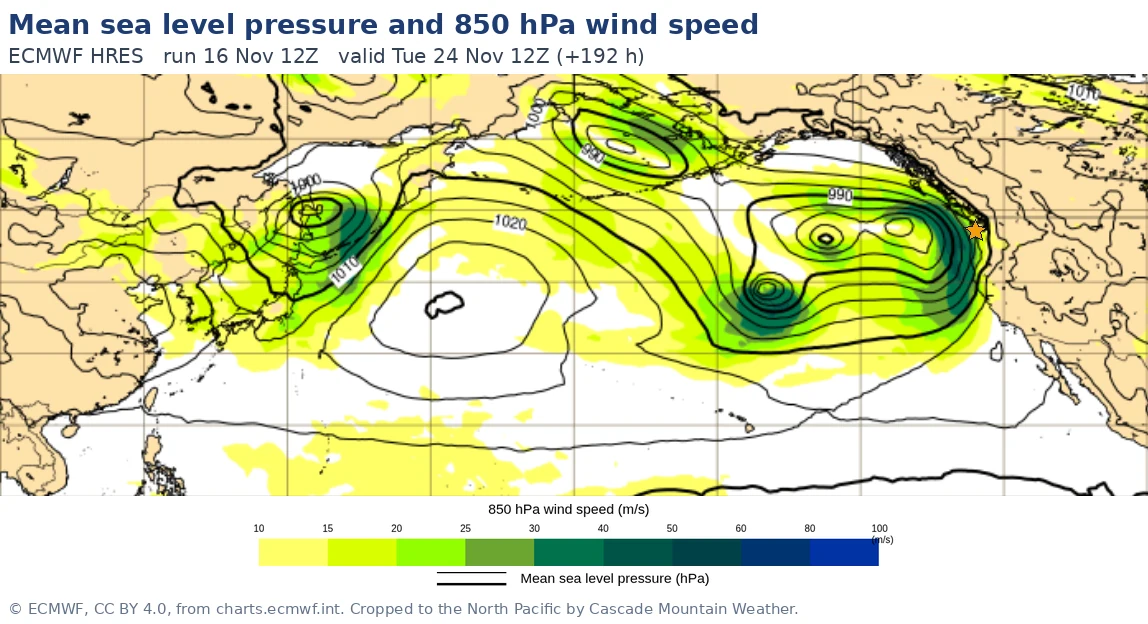 Mean sea level pressure and 850 hPa wind speed
ECMWF HRES run 16 Nov 12Z valid Tue 24 Nov 12Z (+192 h)
1010
1000
990
1000
990
1020
1010
850 hPa wind speed (m/s)
10 15 20 25 30 40 50 60 80 100
(m/s)
Mean sea level pressure (hPa)
© ECMWF, CC BY 4.0, from charts.ecmwf.int. Cropped to the North Pacific by Cascade Mountain Weather.